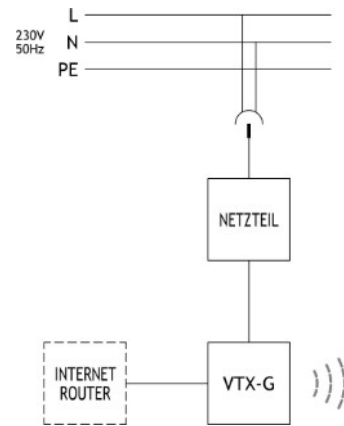 L
230V
50Hz
N
PE
NETZTEIL
INTERNET
ROUTER
VTX-G